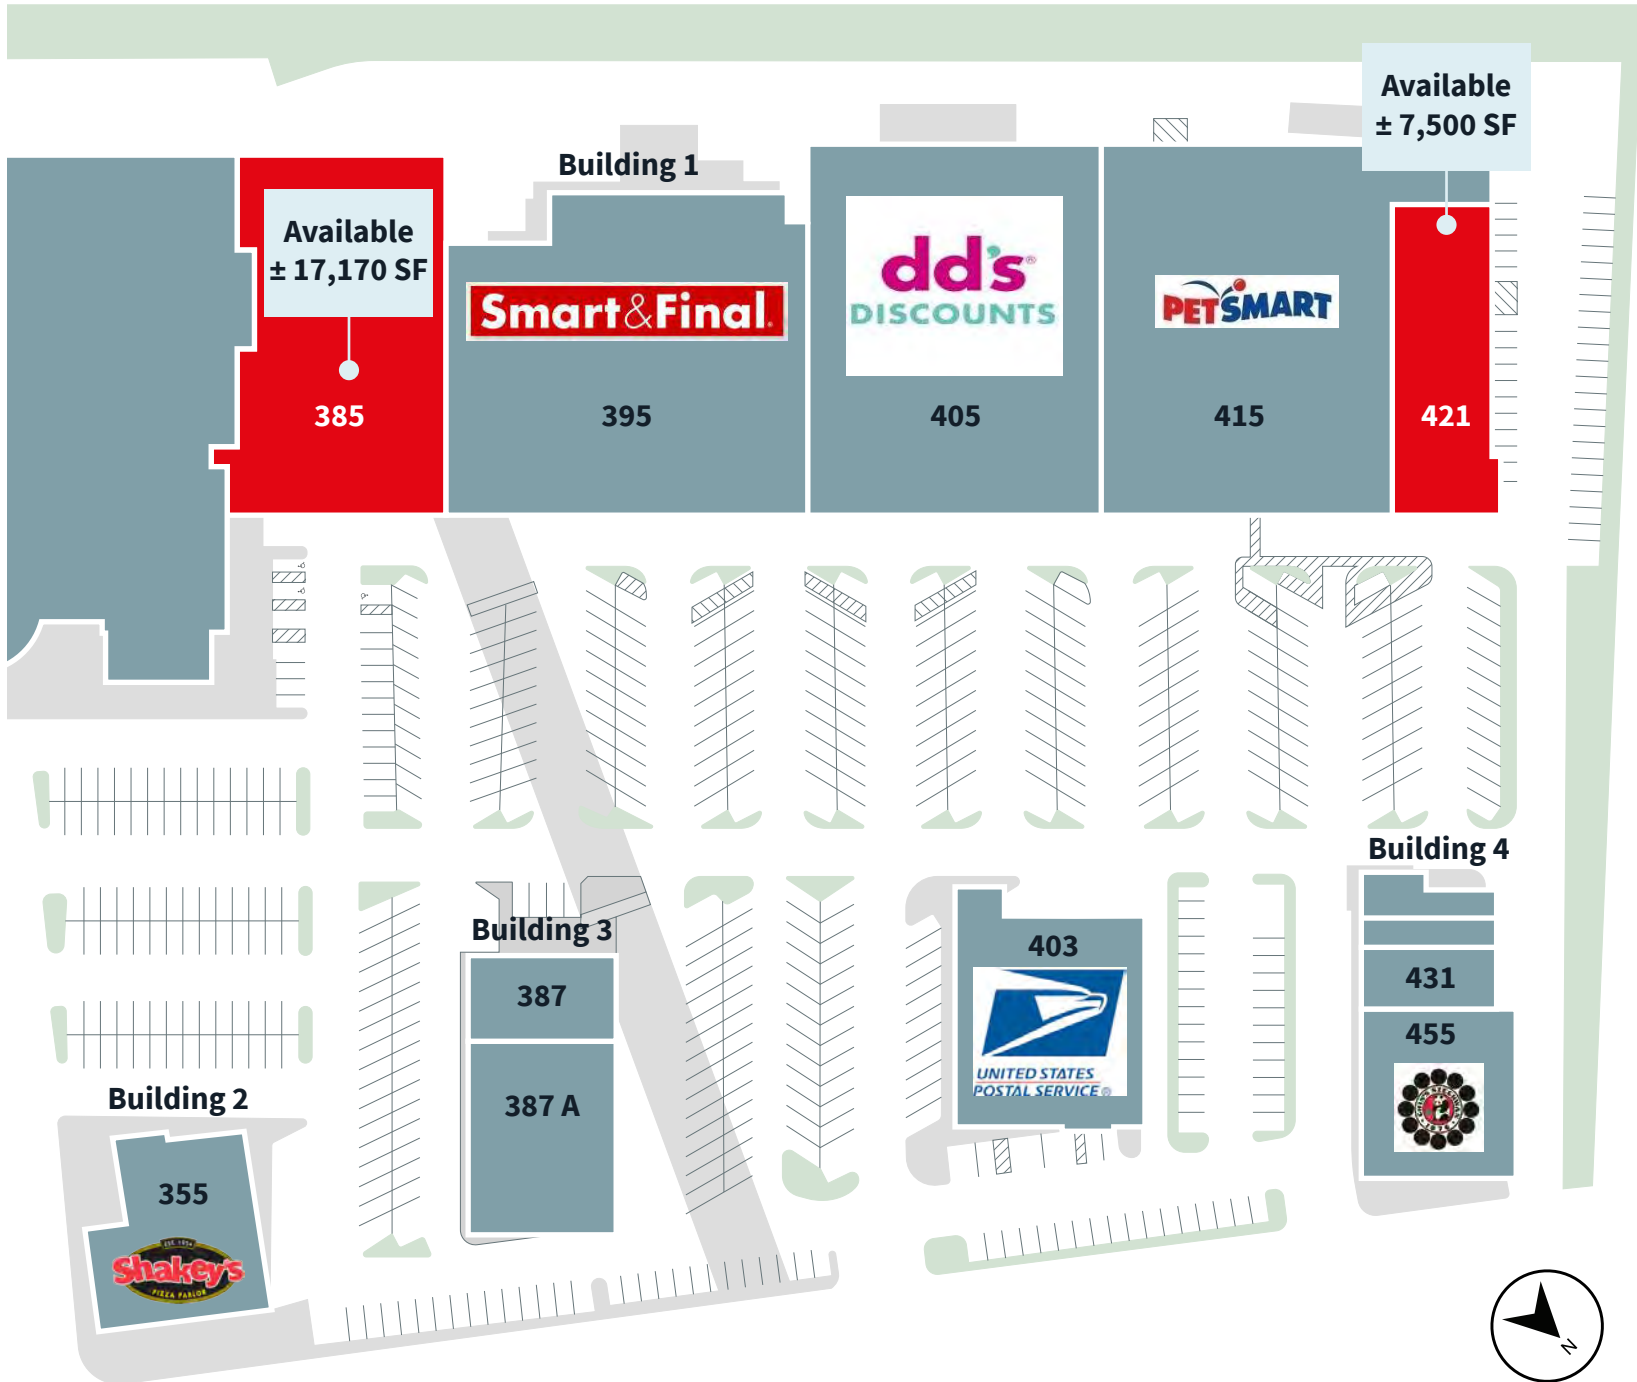 Available
± 7,500 SF
Building 1
Available
± 17,170 SF
Smart&Final.
dd's®
DISCOUNTS
PETSMART
385
395
405
415
421
Building 4
Building 3
403
387
431
UNITED STATES
POSTAL SERVICE®
455
387 A
Building 2
355
EST. 1954
Shakey's
PIZZA PARLOR
N